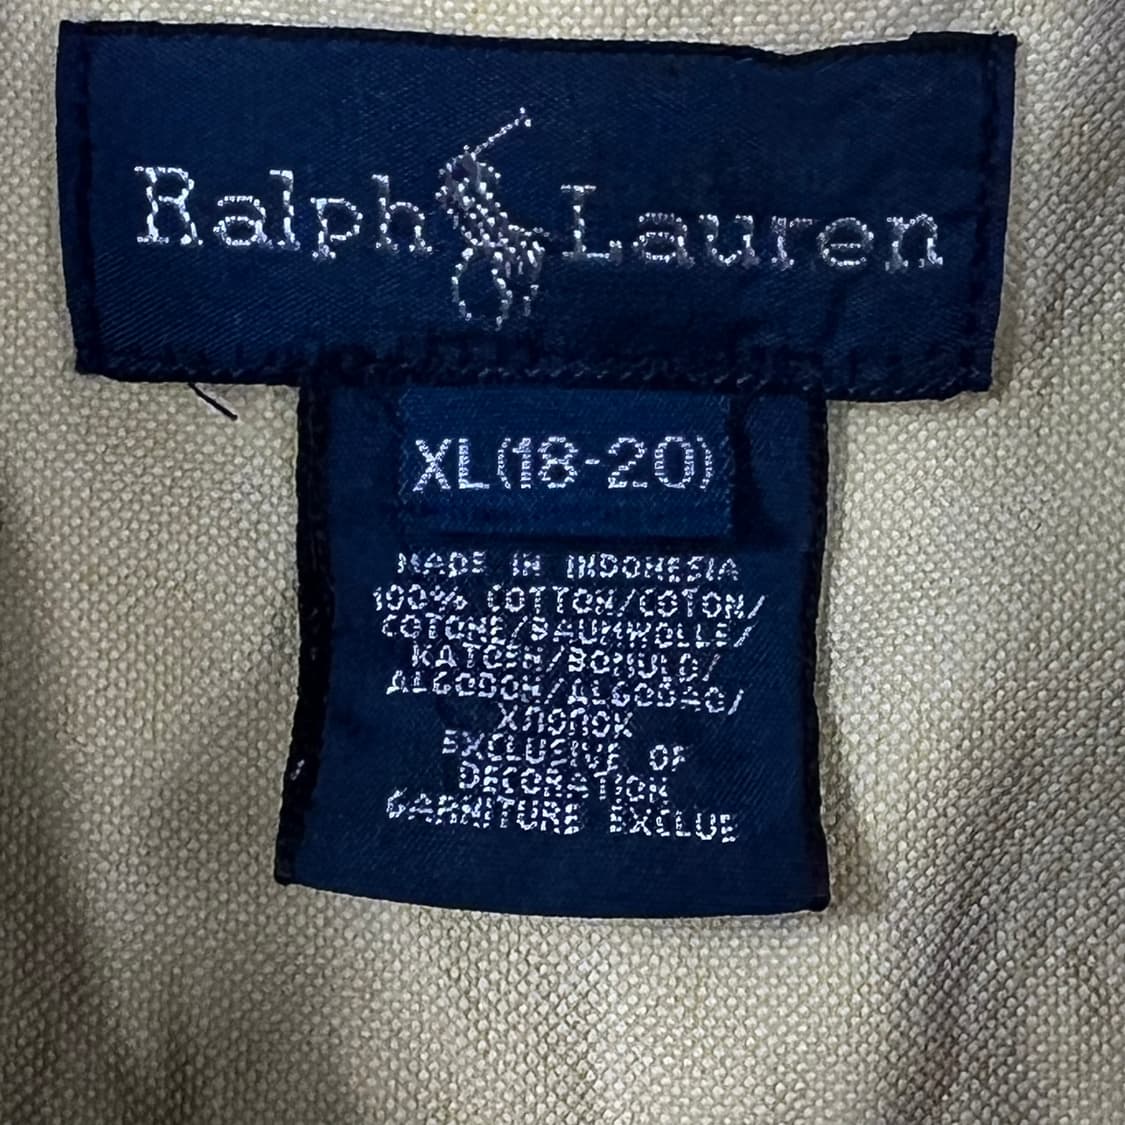 Ralph Lauren
XL(18-20)
MADE IN INDONESIA
100% COTTON/COTON/
COTONE/BAUMWOLLE/
KATOEN/BOMULD/
ALGODON/ALGODAO/
ХЛОПОК
EXCLUSIVE OF
DECORATION
GARNITURE EXCLUE